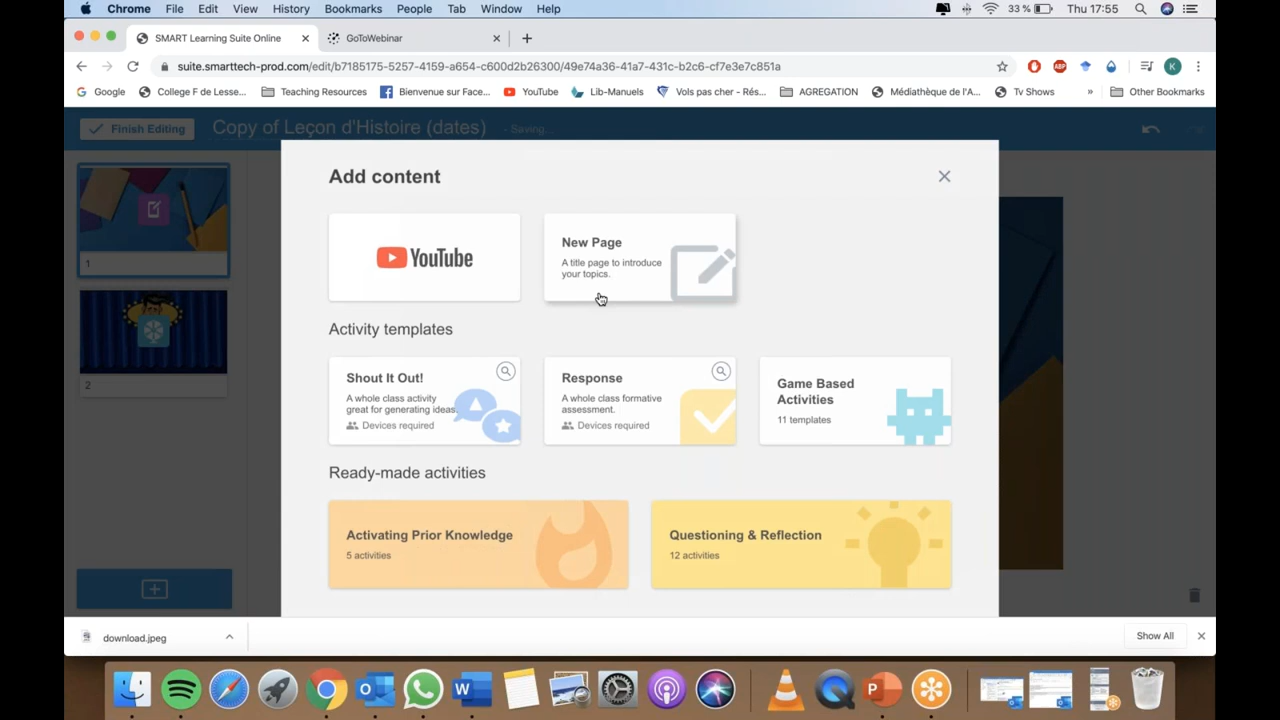 Chrome File Edit View History Bookmarks People Tab Window Help 33 % Thu 17:55
SMART Learning Suite Online GoToWebinar
suite.smarttech-prod.com/edit/b7185175-5257-4159-a654-c600d2b26300/49e74a36-41a7-431c-b2c6-cf7e3e7c851a
ABP K
Google College F de Lesse... Teaching Resources Bienvenue sur Face... YouTube Lib-Manuels Vols pas cher - Rés... AGREGATION Médiathèque de l'A... Tv Shows » Other Bookmarks
Finish Editing Copy of Leçon d'Histoire (dates) - Saving...
Add content
YouTube
New Page
A title page to introduce
your topics.
1
2
Activity templates
Shout It Out!
A whole class activity
great for generating ideas.
Devices required
Response
A whole class formative
assessment.
Devices required
Game Based
Activities
11 templates
Ready-made activities
Activating Prior Knowledge
5 activities
Questioning & Reflection
12 activities
download.jpeg Show All
W P